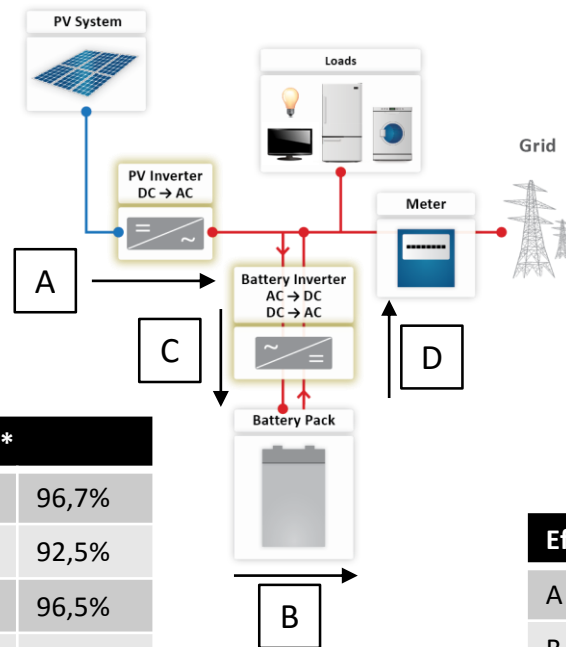 PV System
Loads
Grid
PV Inverter
DC → AC
Meter
A
Battery Inverter
AC → DC
DC → AC
C
D
Battery Pack
*
96,7%
92,5%
96,5%
B
A